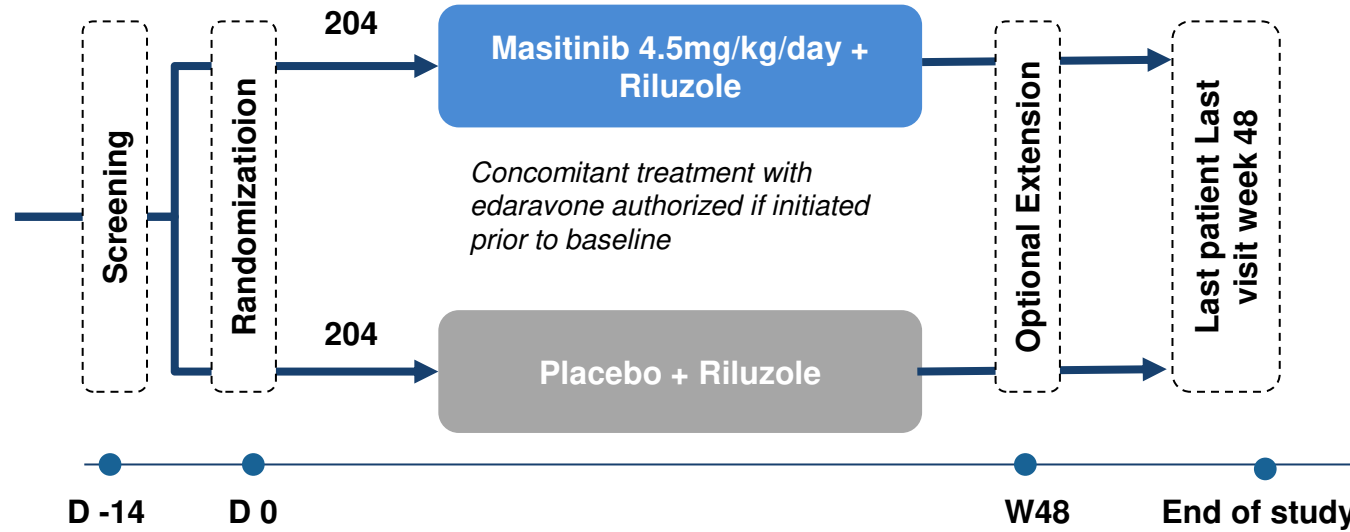 Screening
Randomizatioion
204
Masitinib 4.5mg/kg/day +
Riluzole
Concomitant treatment with
edaravone authorized if initiated
prior to baseline
204
Placebo + Riluzole
Optional Extension
Last patient Last
visit week 48
D -14
D 0
W48
End of study